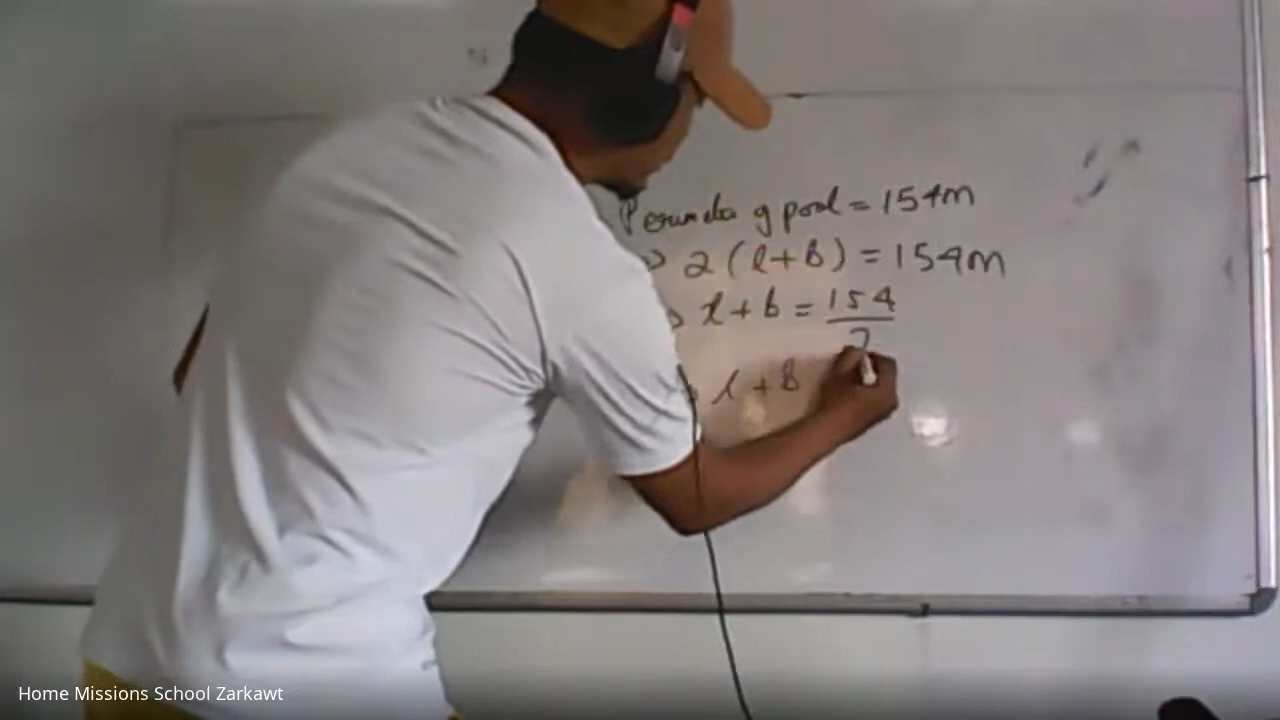 Perimeter of pool = 154m
⇒ 2(l+b) = 154m
⇒ l+b = 154/2
⇒ l+b
Home Missions School Zarkawt